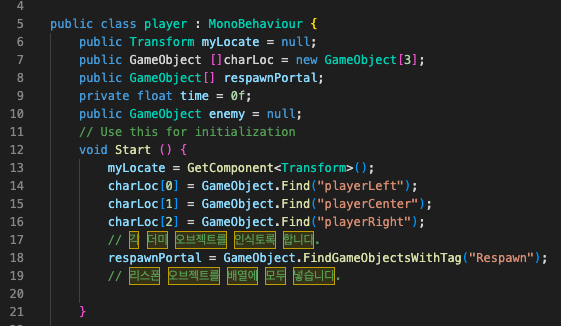 4
5 public class player : MonoBehaviour {
6 public Transform myLocate = null;
7 public GameObject []charLoc = new GameObject[3];
8 public GameObject[] respawnPortal;
9 private float time = 0f;
10 public GameObject enemy = null;
11 // Use this for initialization
12 void Start () {
13 myLocate = GetComponent<Transform>();
14 charLoc[0] = GameObject.Find("playerLeft");
15 charLoc[1] = GameObject.Find("playerCenter");
16 charLoc[2] = GameObject.Find("playerRight");
17 // 각 더미 오브젝트를 인식토록 합니다.
18 respawnPortal = GameObject.FindGameObjectsWithTag("Respawn");
19 // 리스폰 오브젝트를 배열에 모두 넣습니다.
20
21 }